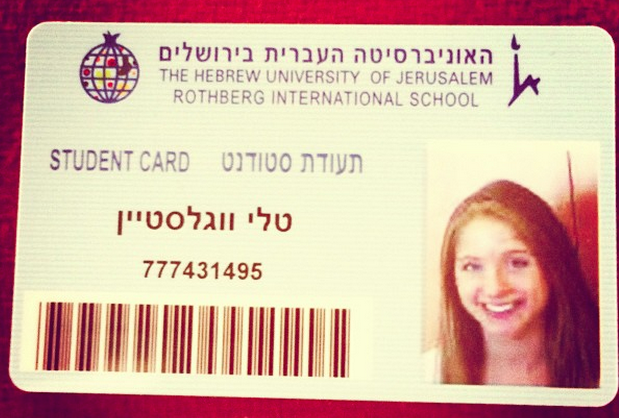 האוניברסיטה העברית בירושלים
THE HEBREW UNIVERSITY OF JERUSALEM
ROTHBERG INTERNATIONAL SCHOOL
STUDENT CARD תעודת סטודנט
טלי ווגלסטיין
777431495